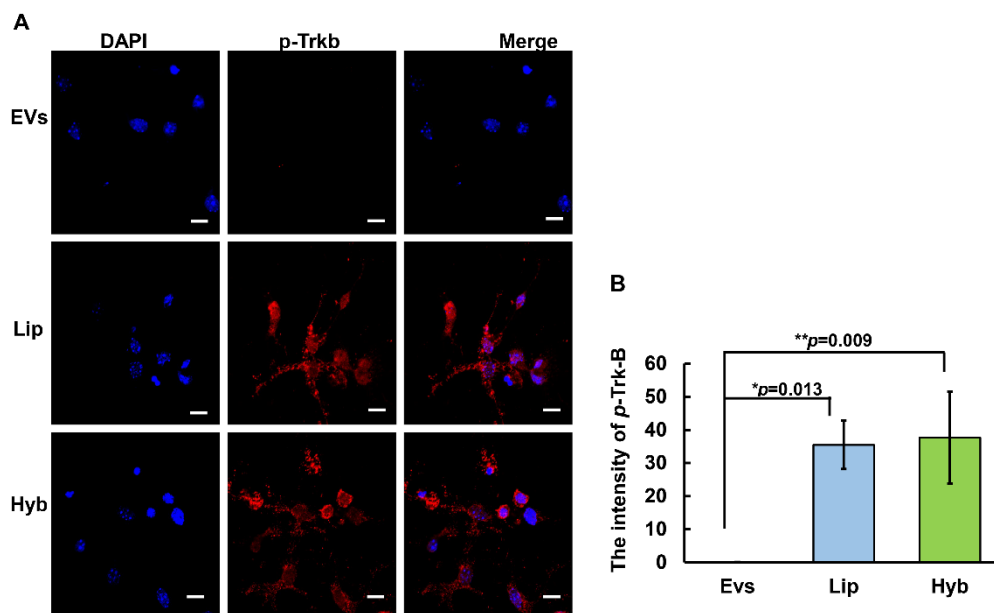 A
DAPI p-Trkb Merge
EVs
Lip
Hyb
B
**p=0.009
*p=0.013
The intensity of p-Trk-B
60
50
40
30
20
10
0
Evs Lip Hyb